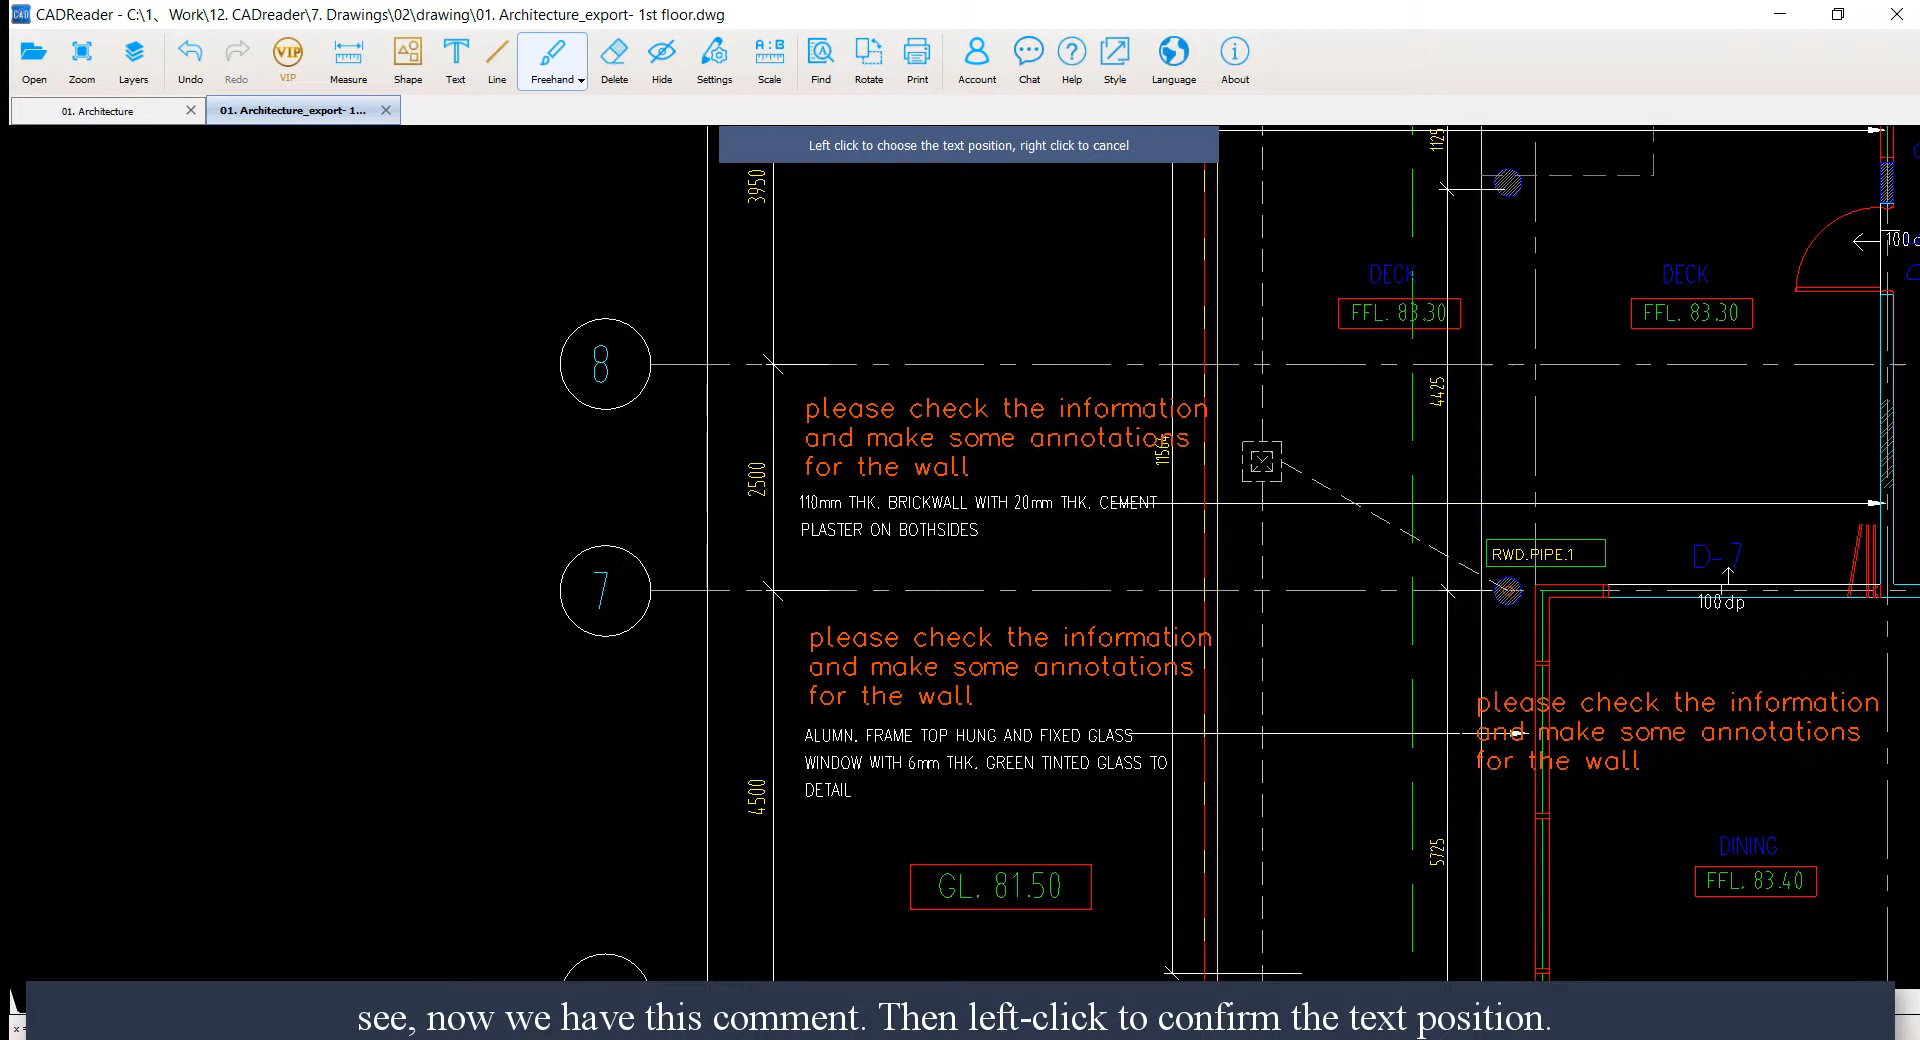 CADReader - C:\1、Work\12. CADreader\7. Drawings\02\drawing\01. Architecture_export- 1st floor.dwg
Open Zoom Layers Undo Redo VIP Measure Shape Text Line Freehand Delete Hide Settings Scale Find Rotate Print Account Chat Help Style Language About
01. Architecture
01. Architecture_export- 1...
Left click to choose the text position, right click to cancel
1125
3950
100
DECK
DECK
FFL. 83.30
FFL. 83.30
8
4425
please check the information
and make some annotations
for the wall
2500
110mm THK. BRICKWALL WITH 20mm THK. CEMENT
PLASTER ON BOTHSIDES
RWD.PIPE.1
D-7
7
100dp
please check the information
and make some annotations
for the wall
please check the information
and make some annotations
for the wall
ALUMN. FRAME TOP HUNG AND FIXED GLASS
WINDOW WITH 6mm THK. GREEN TINTED GLASS TO
DETAIL
4500
5725
DINING
FFL. 83.40
GL. 81.50
see, now we have this comment. Then left-click to confirm the text position.
x =